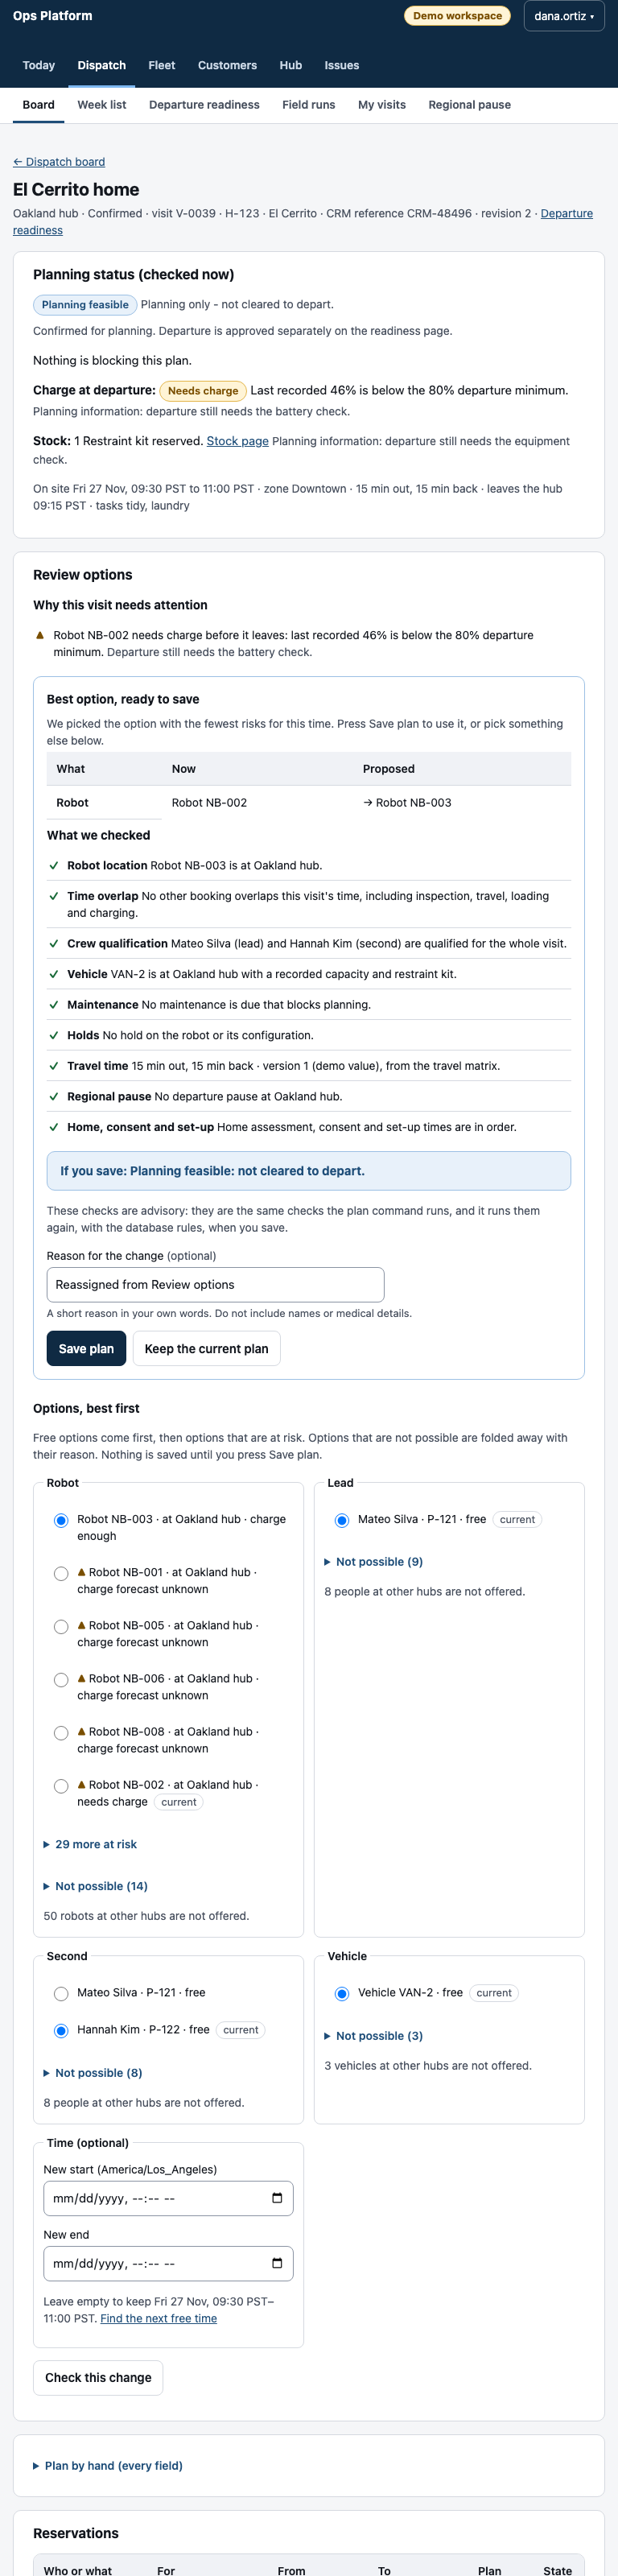 Ops Platform
Demo workspace
dana.ortiz ▾
Today Dispatch Fleet Customers Hub Issues
Board Week list Departure readiness Field runs My visits Regional pause
← Dispatch board
El Cerrito home
Oakland hub · Confirmed · visit V-0039 · H-123 · El Cerrito · CRM reference CRM-48496 · revision 2 · Departure
readiness
Planning status (checked now)
Planning feasible Planning only - not cleared to depart.
Confirmed for planning. Departure is approved separately on the readiness page.
Nothing is blocking this plan.
Charge at departure: Needs charge Last recorded 46% is below the 80% departure minimum.
Planning information: departure still needs the battery check.
Stock: 1 Restraint kit reserved. Stock page Planning information: departure still needs the equipment
check.
On site Fri 27 Nov, 09:30 PST to 11:00 PST · zone Downtown · 15 min out, 15 min back · leaves the hub
09:15 PST · tasks tidy, laundry
Review options
Why this visit needs attention
Robot NB-002 needs charge before it leaves: last recorded 46% is below the 80% departure
minimum. Departure still needs the battery check.
Best option, ready to save
We picked the option with the fewest risks for this time. Press Save plan to use it, or pick something
else below.
What Now Proposed
Robot Robot NB-002 → Robot NB-003
What we checked
Robot location Robot NB-003 is at Oakland hub.
Time overlap No other booking overlaps this visit's time, including inspection, travel, loading
and charging.
Crew qualification Mateo Silva (lead) and Hannah Kim (second) are qualified for the whole visit.
Vehicle VAN-2 is at Oakland hub with a recorded capacity and restraint kit.
Maintenance No maintenance is due that blocks planning.
Holds No hold on the robot or its configuration.
Travel time 15 min out, 15 min back · version 1 (demo value), from the travel matrix.
Regional pause No departure pause at Oakland hub.
Home, consent and set-up Home assessment, consent and set-up times are in order.
If you save: Planning feasible: not cleared to depart.
These checks are advisory: they are the same checks the plan command runs, and it runs them
again, with the database rules, when you save.
Reason for the change (optional)
Reassigned from Review options
A short reason in your own words. Do not include names or medical details.
Save plan
Keep the current plan
Options, best first
Free options come first, then options that are at risk. Options that are not possible are folded away with
their reason. Nothing is saved until you press Save plan.
Robot
Robot NB-003 · at Oakland hub · charge
enough
Robot NB-001 · at Oakland hub ·
charge forecast unknown
Robot NB-005 · at Oakland hub ·
charge forecast unknown
Robot NB-006 · at Oakland hub ·
charge forecast unknown
Robot NB-008 · at Oakland hub ·
charge forecast unknown
Robot NB-002 · at Oakland hub ·
needs charge current
29 more at risk
Not possible (14)
50 robots at other hubs are not offered.
Lead
Mateo Silva · P-121 · free current
Not possible (9)
8 people at other hubs are not offered.
Second
Mateo Silva · P-121 · free
Hannah Kim · P-122 · free current
Not possible (8)
8 people at other hubs are not offered.
Vehicle
Vehicle VAN-2 · free current
Not possible (3)
3 vehicles at other hubs are not offered.
Time (optional)
New start (America/Los_Angeles)
mm/dd/yyyy, --:-- --
New end
mm/dd/yyyy, --:-- --
Leave empty to keep Fri 27 Nov, 09:30 PST–
11:00 PST. Find the next free time
Check this change
Plan by hand (every field)
Reservations
Who or what For From To Plan State